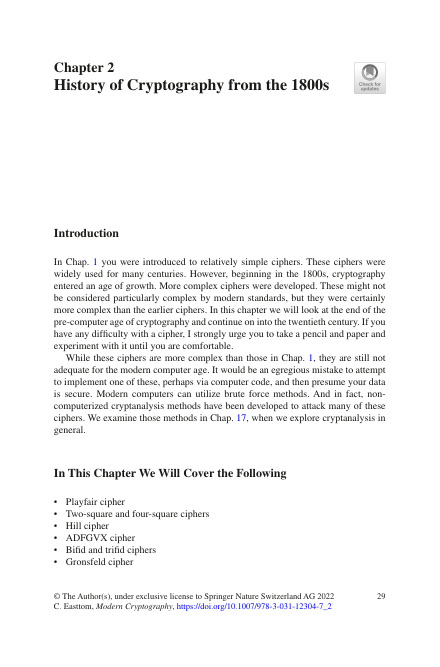 Chapter 2
History of Cryptography from the 1800s
Check for
updates
Introduction
In Chap. 1 you were introduced to relatively simple ciphers. These ciphers were
widely used for many centuries. However, beginning in the 1800s, cryptography
entered an age of growth. More complex ciphers were developed. These might not
be considered particularly complex by modern standards, but they were certainly
more complex than the earlier ciphers. In this chapter we will look at the end of the
pre-computer age of cryptography and continue on into the twentieth century. If you
have any difficulty with a cipher, I strongly urge you to take a pencil and paper and
experiment with it until you are comfortable.
While these ciphers are more complex than those in Chap. 1, they are still not
adequate for the modern computer age. It would be an egregious mistake to attempt
to implement one of these, perhaps via computer code, and then presume your data
is secure. Modern computers can utilize brute force methods. And in fact, non-
computerized cryptanalysis methods have been developed to attack many of these
ciphers. We examine those methods in Chap. 17, when we explore cryptanalysis in
general.
In This Chapter We Will Cover the Following
• Playfair cipher
• Two-square and four-square ciphers
• Hill cipher
• ADFGVX cipher
• Bifid and trifid ciphers
• Gronsfeld cipher
© The Author(s), under exclusive license to Springer Nature Switzerland AG 2022 29
C. Easttom, Modern Cryptography, https://doi.org/10.1007/978-3-031-12304-7_2